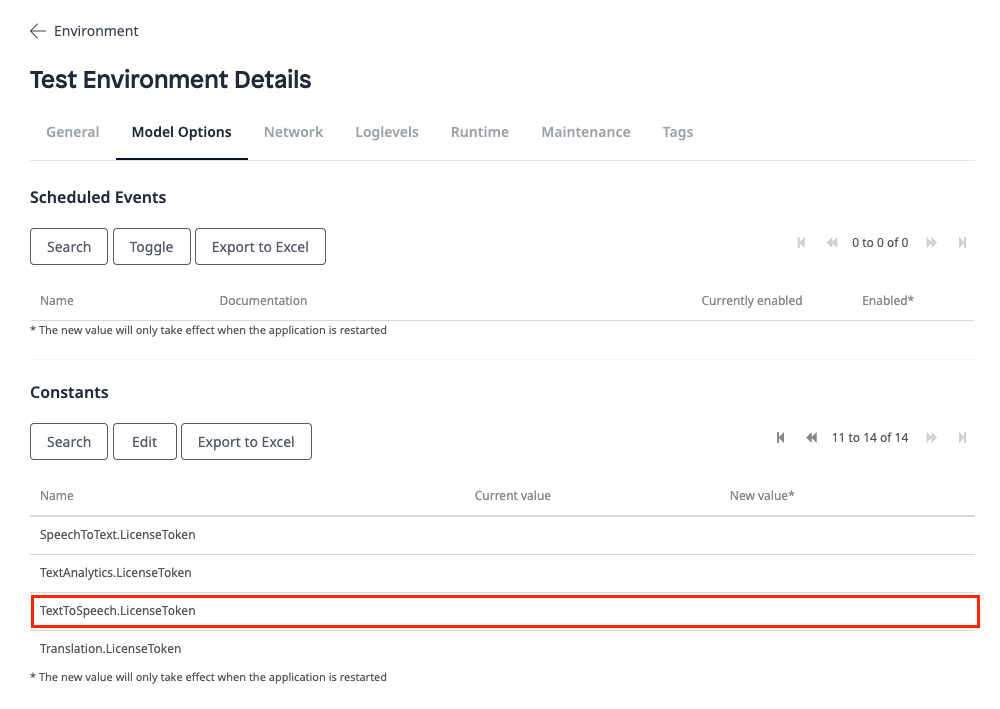 Environment
Test Environment Details
General Model Options Network Loglevels Runtime Maintenance Tags
Scheduled Events
Search Toggle Export to Excel 0 to 0 of 0
Name Documentation Currently enabled Enabled*
* The new value will only take effect when the application is restarted
Constants
Search Edit Export to Excel 11 to 14 of 14
Name Current value New value*
SpeechToText.LicenseToken
TextAnalytics.LicenseToken
TextToSpeech.LicenseToken
Translation.LicenseToken
* The new value will only take effect when the application is restarted